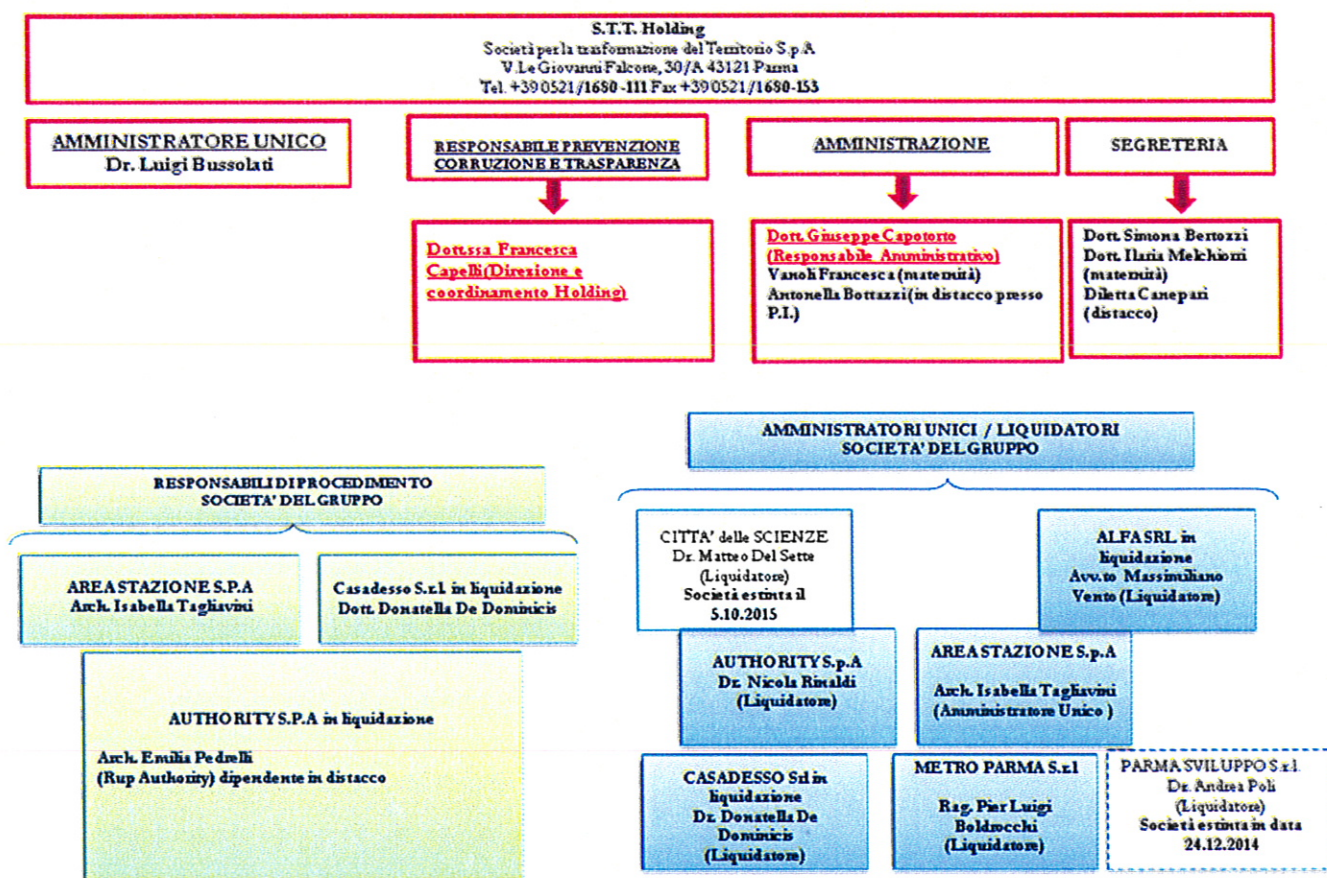 S.T.T. Holding
Società per la trasformazione del Territorio S.p.A
V.Le Giovanni Falcone, 30/A 43121 Parma
Tel. +39 0521/1680 -111 Fax +39 0521/1680-153
AMMINISTRATORE UNICO
Dr. Luigi Bussolati
RESPONSABILE PREVENZIONE
CORRUZIONE E TRASPARENZA
AMMINISTRAZIONE
SEGRETERIA
Dott.ssa Francesca
Capelli(Direzione e
coordinamento Holding)
Dott. Giuseppe Capotorto
(Responsabile Amministrativo)
Vanoli Francesca (maternità)
Antonella Bottazzi(in distacco presso
P.I.)
Dott. Simona Bertozzi
Dott. Ilaria Melchiorri
(maternità)
Diletta Canepari
(distacco)
RESPONSABILI DI PROCEDIMENTO
SOCIETA' DEL GRUPPO
AREA STAZIONE S.P.A
Arch. Isabella Tagliavini
Casadesso S.r.l. in liquidazione
Dott. Donatella De Dominicis
AUTHORITY S.P.A in liquidazione
Arch. Emilia Pedrelli
(Rup Authority) dipendente in distacco
AMMINISTRATORI UNICI / LIQUIDATORI
SOCIETA' DEL GRUPPO
CITTA' delle SCIENZE
Dr. Matteo Del Sette
(Liquidatore)
Società estinta il
5.10.2015
ALFA SRL in
liquidazione
Avv.to Massimiliano
Vento (Liquidatore)
AUTHORITY S.p.A
Dr. Nicola Rinaldi
(Liquidatore)
AREA STAZIONE S.p.A
Arch. Isabella Tagliavini
(Amministratore Unico )
CASADESSO Srl in
liquidazione
Dr. Donatella De
Dominicis
(Liquidatore)
METRO PARMA S.r.l
Rag. Pier Luigi
Boldrocchi
(Liquidatore)
PARMA SVILUPPO S.r.l.
Dr. Andrea Poli
(Liquidatore)
Società estinta in data
24.12.2014